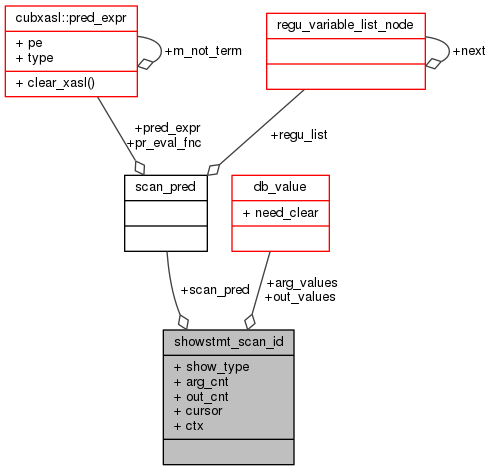 cubxasl::pred_expr
+ pe
+ type
+ clear_xasl()
+m_not_term
regu_variable_list_node
+next
+pred_expr
+pr_eval_fnc
+regu_list
scan_pred
db_value
+ need_clear
+scan_pred
+arg_values
+out_values
showstmt_scan_id
+ show_type
+ arg_cnt
+ out_cnt
+ cursor
+ ctx